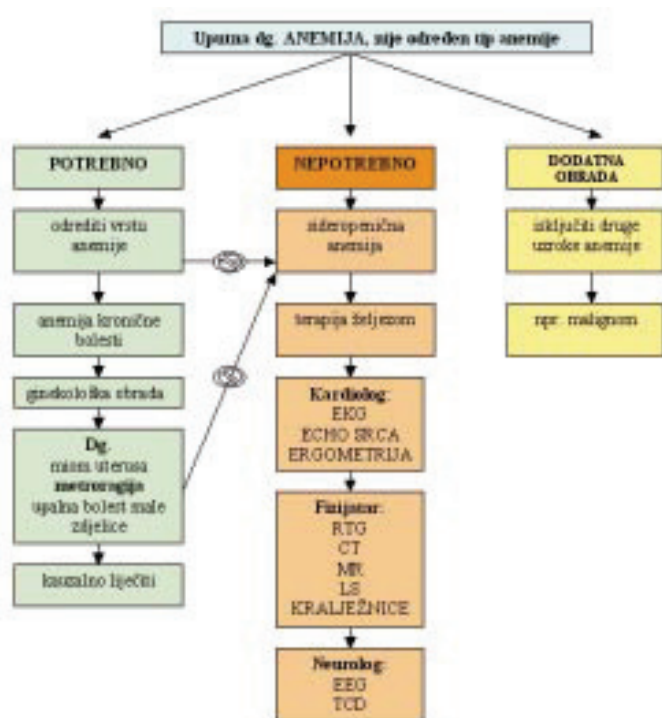 Uputna dg. ANEMIJA, nije određen tip anemije
POTREBNO
NEPOTREBNO
DODATNA
OBRADA
odrediti vrstu
anemije
sideropenična
anemija
isključiti druge
uzroke anemije
anemija kronične
bolesti
terapija željezom
npr. malignom
ginekološka obrada
Dg.
miom uterusa
metroragija
upalna bolest male
zdjelice
kauzalno liječiti
Kardiolog:
EKG
ECHO SRCA
ERGOMETRIJA
Fizijatar:
RTG
CT
MR
LS
KRALJEŽNICE
Neurolog:
EEG
TCD